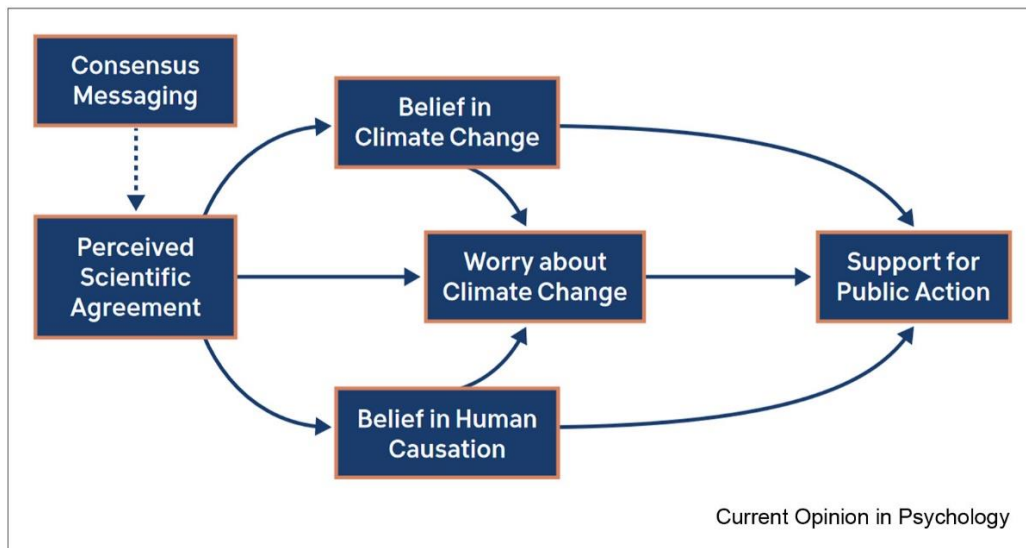 Consensus
Messaging
Belief in
Climate Change
Perceived
Scientific
Agreement
Worry about
Climate Change
Support for
Public Action
Belief in Human
Causation
Current Opinion in Psychology